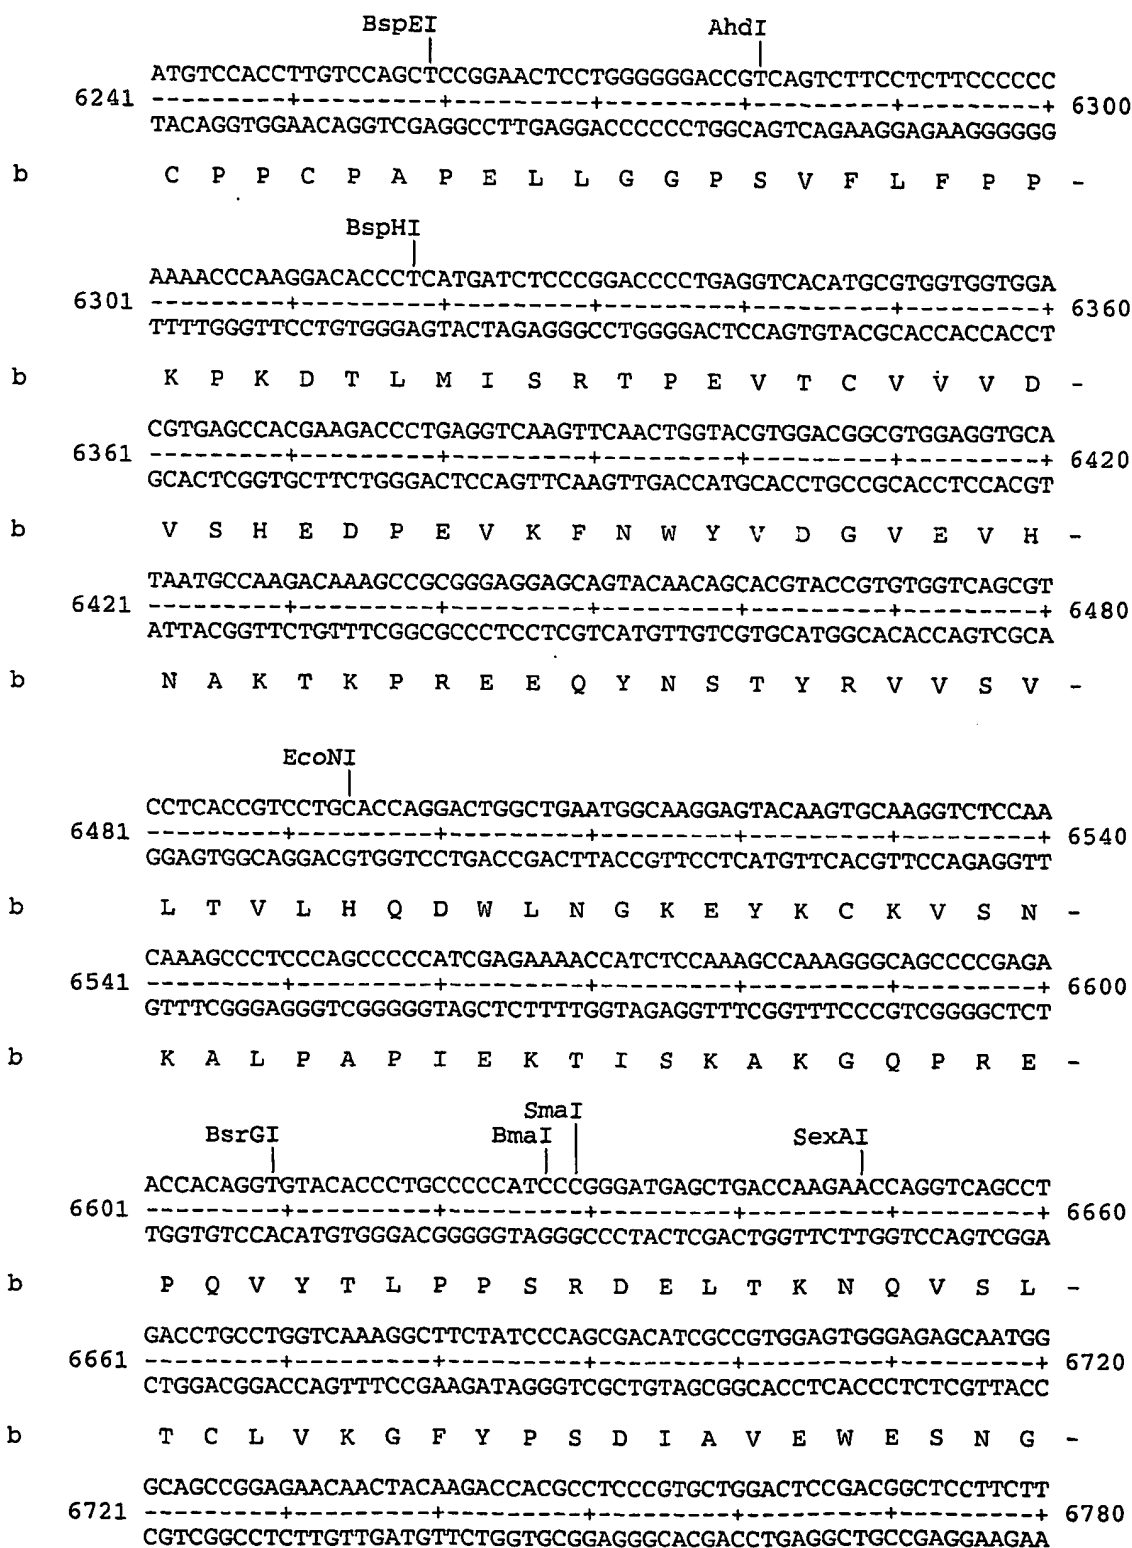 BspEI AhdI
ATGTCCACCTTGTCCAGCTCCGGAACTCCTGGGGGGACCGTCAGTCTTCCTCTTCCCCCC
6241 ---------+---------+---------+---------+---------+---------+ 6300
TACAGGTGGAACAGGTCGAGGCCTTGAGGACCCCCCTGGCAGTCAGAAGGAGAAGGGGGG
b C P P C P A P E L L G G P S V F L F P P -
BspHI
AAAACCCAAGGACACCCTCATGATCTCCCGGACCCCTGAGGTCACATGCGTGGTGGTGGA
6301 ---------+---------+---------+---------+---------+---------+ 6360
TTTTGGGTTCCTGTGGGAGTACTAGAGGGCCTGGGGACTCCAGTGTACGCACCACCACCT
b K P K D T L M I S R T P E V T C V V V D -
CGTGAGCCACGAAGACCCTGAGGTCAAGTTCAACTGGTACGTGGACGGCGTGGAGGTGCA
6361 ---------+---------+---------+---------+---------+---------+ 6420
GCACTCGGTGCTTCTGGGACTCCAGTTCAAGTTGACCATGCACCTGCCGCACCTCCACGT
b V S H E D P E V K F N W Y V D G V E V H -
TAATGCCAAGACAAAGCCGCGGGAGGAGCAGTACAACAGCACGTACCGTGTGGTCAGCGT
6421 ---------+---------+---------+---------+---------+---------+ 6480
ATTACGGTTCTGTTTCGGCGCCCTCCTCGTCATGTTGTCGTGCATGGCACACCAGTCGCA
b N A K T K P R E E Q Y N S T Y R V V S V -
EcoNI
CCTCACCGTCCTGCACCAGGACTGGCTGAATGGCAAGGAGTACAAGTGCAAGGTCTCCAA
6481 ---------+---------+---------+---------+---------+---------+ 6540
GGAGTGGCAGGACGTGGTCCTGACCGACTTACCGTTCCTCATGTTCACGTTCCAGAGGTT
b L T V L H Q D W L N G K E Y K C K V S N -
CAAAGCCCTCCCAGCCCCCATCGAGAAAACCATCTCCAAAGCCAAAGGGCAGCCCCGAGA
6541 ---------+---------+---------+---------+---------+---------+ 6600
GTTTCGGGAGGGTCGGGGGTAGCTCTTTTGGTAGAGGTTTCGGTTTCCCGTCGGGGCTCT
b K A L P A P I E K T I S K A K G Q P R E -
SmaI
BsrGI BmaI SexAI
ACCACAGGTGTACACCCTGCCCCCATCCCGGGATGAGCTGACCAAGAACCAGGTCAGCCT
6601 ---------+---------+---------+---------+---------+---------+ 6660
TGGTGTCCACATGTGGGACGGGGGTAGGGCCCTACTCGACTGGTTCTTGGTCCAGTCGGA
b P Q V Y T L P P S R D E L T K N Q V S L -
GACCTGCCTGGTCAAAGGCTTCTATCCCAGCGACATCGCCGTGGAGTGGGAGAGCAATGG
6661 ---------+---------+---------+---------+---------+---------+ 6720
CTGGACGGACCAGTTTCCGAAGATAGGGTCGCTGTAGCGGCACCTCACCCTCTCGTTACC
b T C L V K G F Y P S D I A V E W E S N G -
GCAGCCGGAGAACAACTACAAGACCACGCCTCCCGTGCTGGACTCCGACGGCTCCTTCTT
6721 ---------+---------+---------+---------+---------+---------+ 6780
CGTCGGCCTCTTGTTGATGTTCTGGTGCGGAGGGCACGACCTGAGGCTGCCGAGGAAGAA